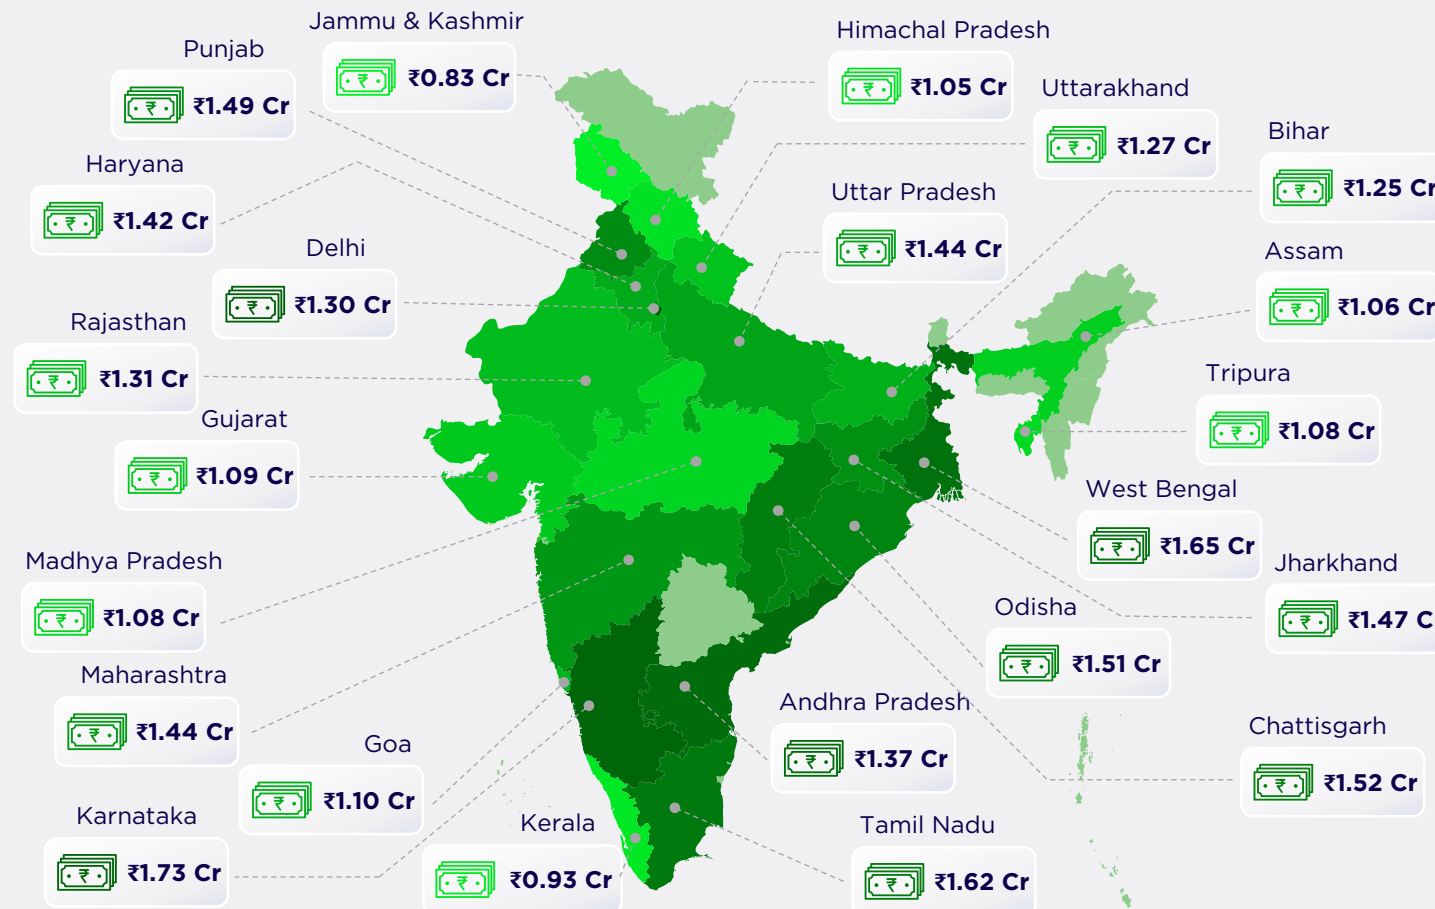 Jammu & Kashmir
₹0.83 Cr
Himachal Pradesh
₹1.05 Cr
Punjab
₹1.49 Cr
Uttarakhand
₹1.27 Cr
Bihar
₹1.25 Cr
Haryana
₹1.42 Cr
Uttar Pradesh
₹1.44 Cr
Delhi
₹1.30 Cr
Assam
₹1.06 Cr
Rajasthan
₹1.31 Cr
Tripura
₹1.08 Cr
Gujarat
₹1.09 Cr
West Bengal
₹1.65 Cr
Madhya Pradesh
₹1.08 Cr
Jharkhand
₹1.47 C
Odisha
₹1.51 Cr
Maharashtra
₹1.44 Cr
Andhra Pradesh
₹1.37 Cr
Chattisgarh
₹1.52 Cr
Goa
₹1.10 Cr
Karnataka
₹1.73 Cr
Kerala
₹0.93 Cr
Tamil Nadu
₹1.62 Cr